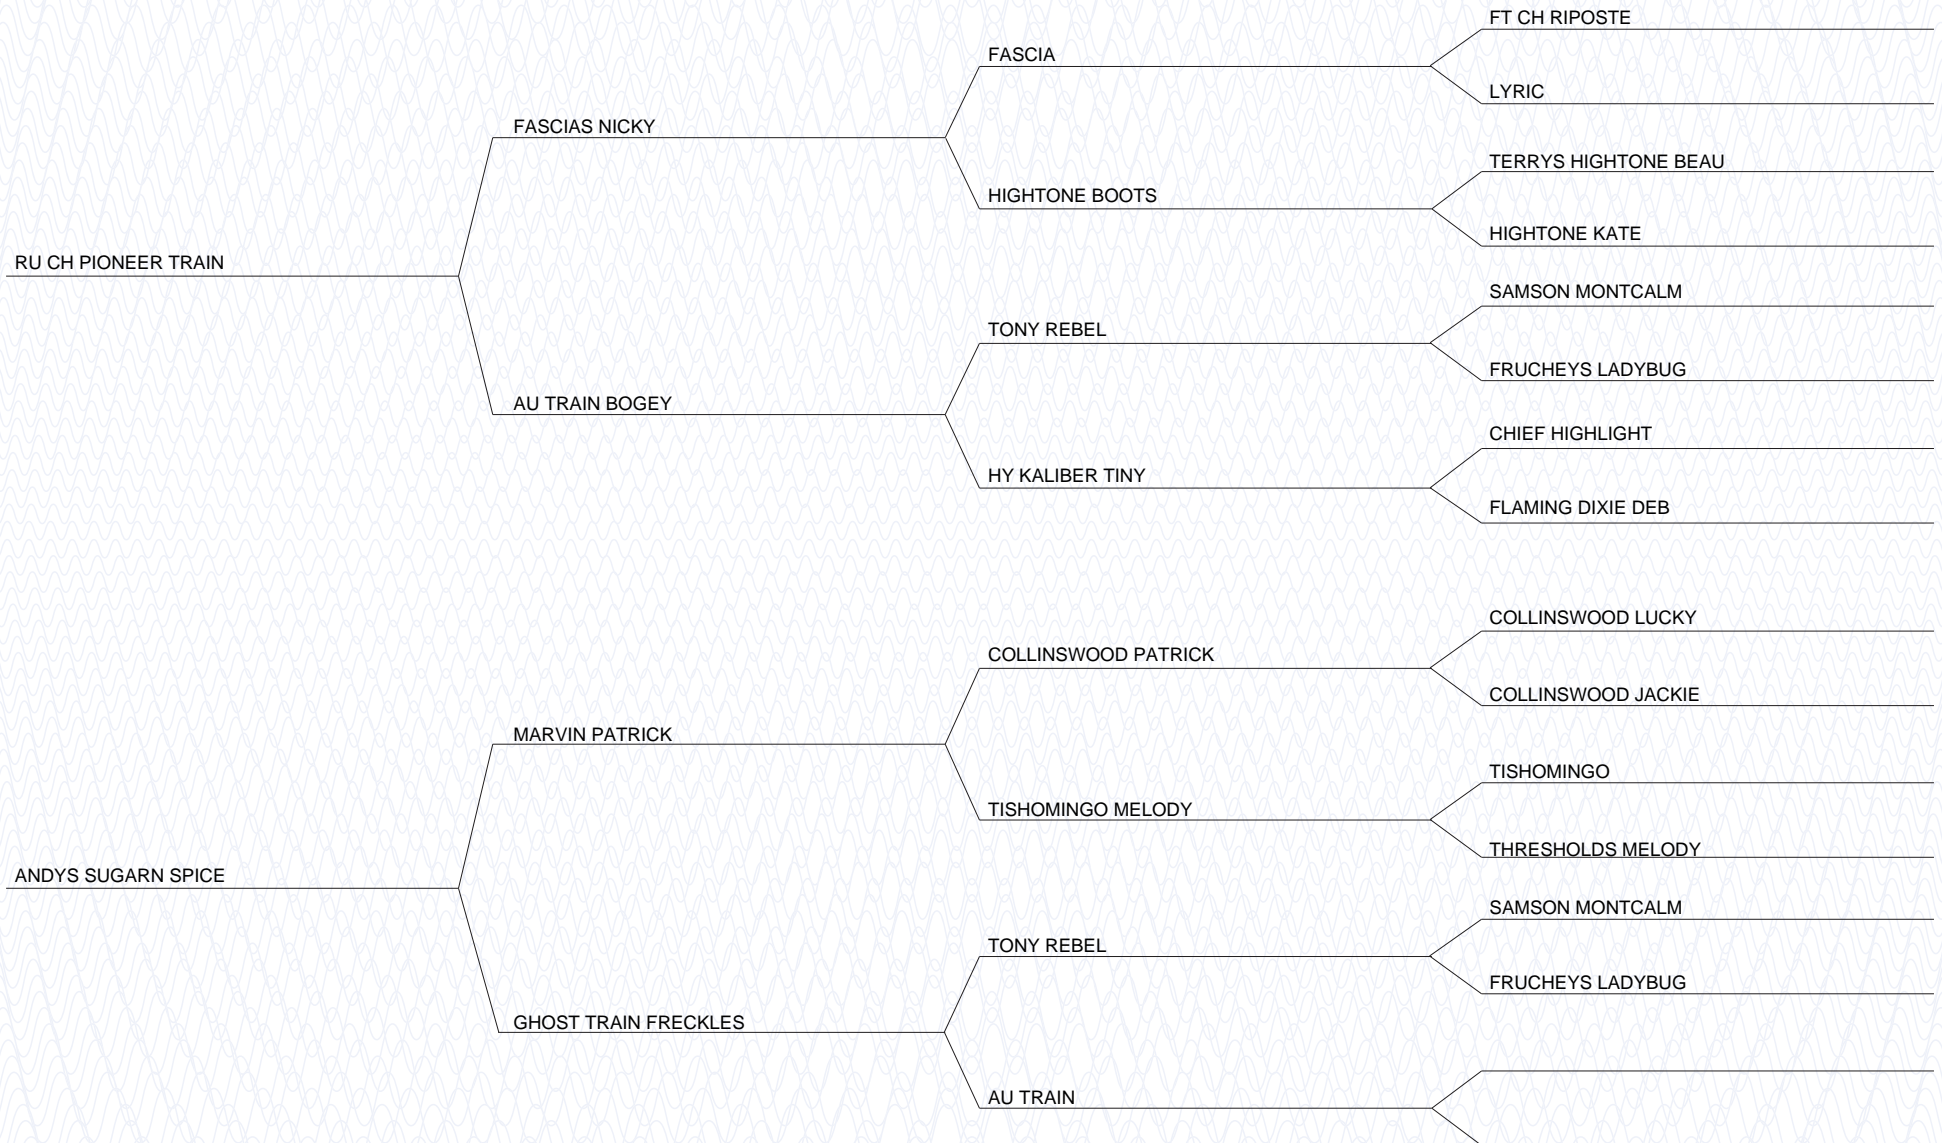 FT CH RIPOSTE
FASCIA
LYRIC
FASCIAS NICKY
TERRYS HIGHTONE BEAU
HIGHTONE BOOTS
HIGHTONE KATE
RU CH PIONEER TRAIN
SAMSON MONTCALM
TONY REBEL
FRUCHEYS LADYBUG
AU TRAIN BOGEY
CHIEF HIGHLIGHT
HY KALIBER TINY
FLAMING DIXIE DEB
COLLINSWOOD LUCKY
COLLINSWOOD PATRICK
COLLINSWOOD JACKIE
MARVIN PATRICK
TISHOMINGO
TISHOMINGO MELODY
THRESHOLDS MELODY
ANDYS SUGARN SPICE
SAMSON MONTCALM
TONY REBEL
FRUCHEYS LADYBUG
GHOST TRAIN FRECKLES
AU TRAIN